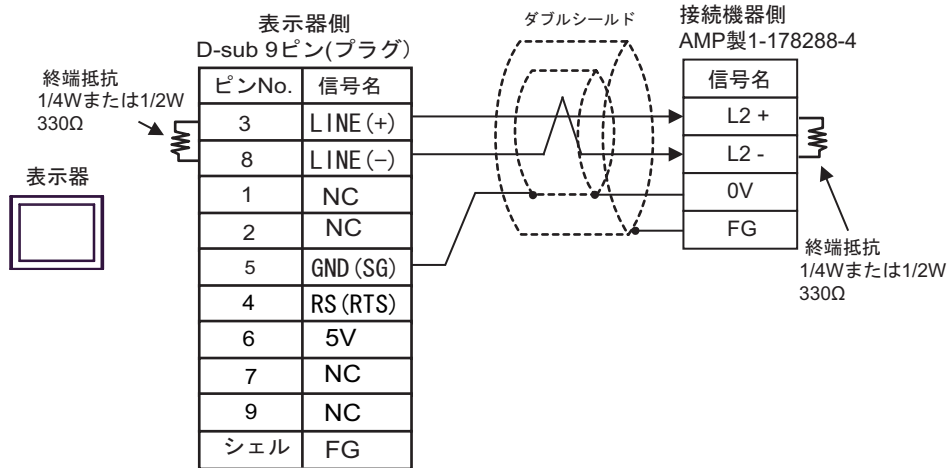 表示器側
D-sub 9ピン(プラグ)
ダブルシールド
接続機器側
AMP製1-178288-4
終端抵抗
1/4Wまたは1/2W
330Ω
表示器
ピンNo. 信号名
3 LINE(+)
8 LINE(−)
1 NC
2 NC
5 GND(SG)
4 RS(RTS)
6 5V
7 NC
9 NC
シェル FG
信号名
L2 +
L2 -
0V
FG
終端抵抗
1/4Wまたは1/2W
330Ω